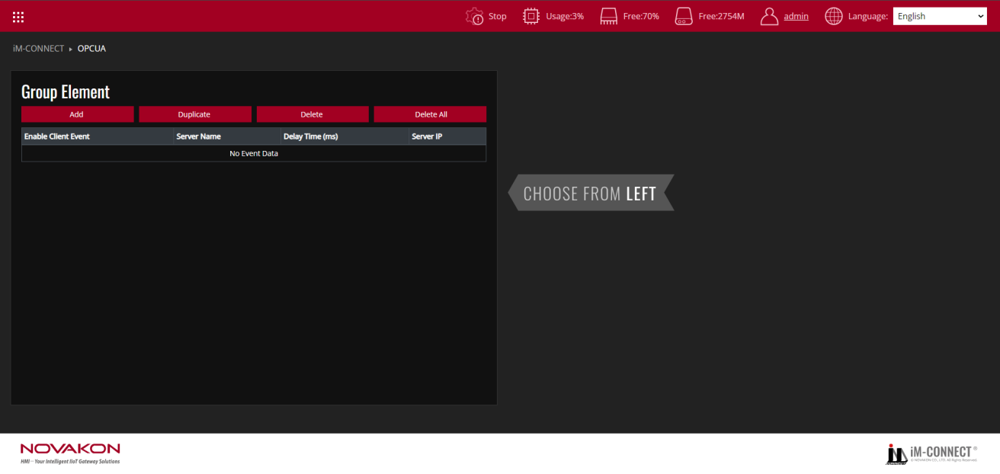 Stop Usage:3% Free:70% Free:2754M admin Language: English
iM-CONNECT ▸ OPCUA
Group Element
Add Duplicate Delete Delete All
Enable Client Event Server Name Delay Time (ms) Server IP
No Event Data
CHOOSE FROM LEFT
NOVAKON
HMI — Your Intelligent IIoT Gateway Solutions
iM-CONNECT®
© NOVAKON CO., LTD. All Rights Reserved.